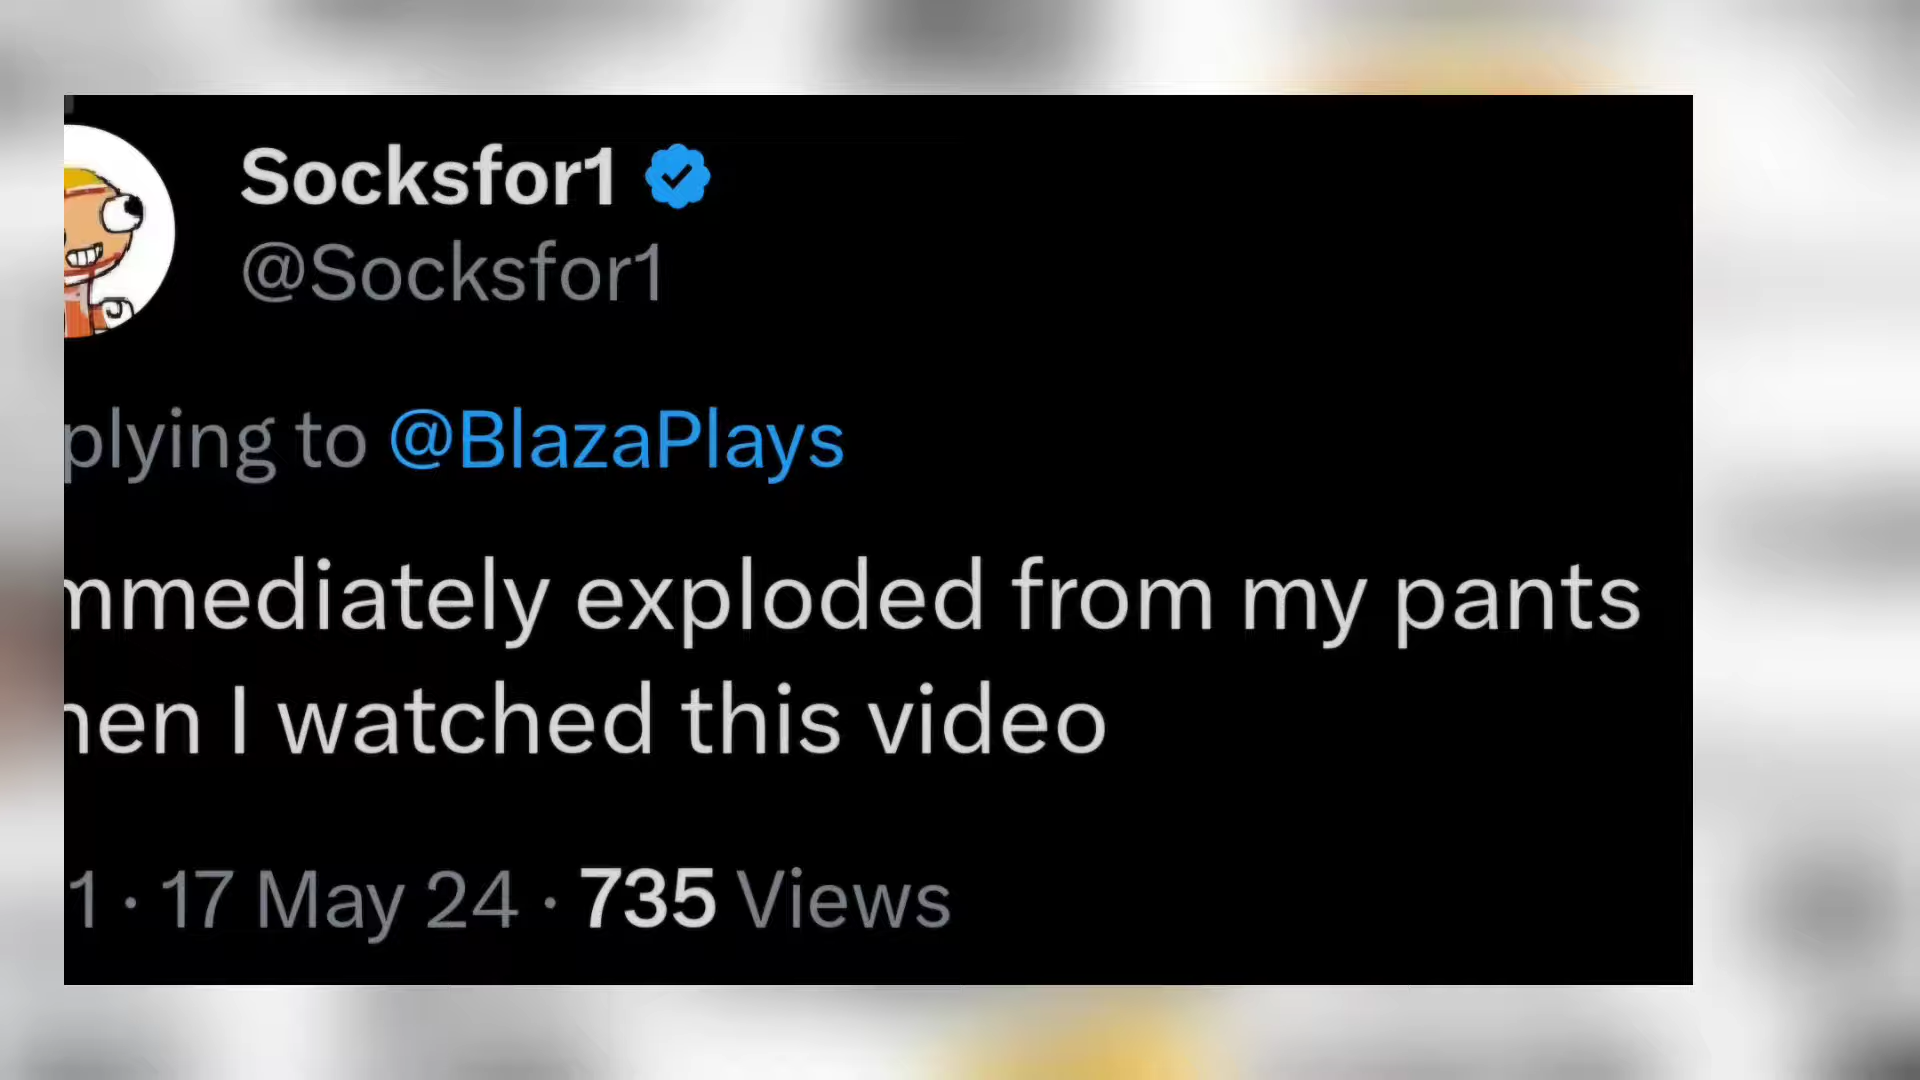 Socksfor1
@Socksfor1
plying to @BlazaPlays
mmediately exploded from my pants
hen I watched this video
1 · 17 May 24 · 735 Views